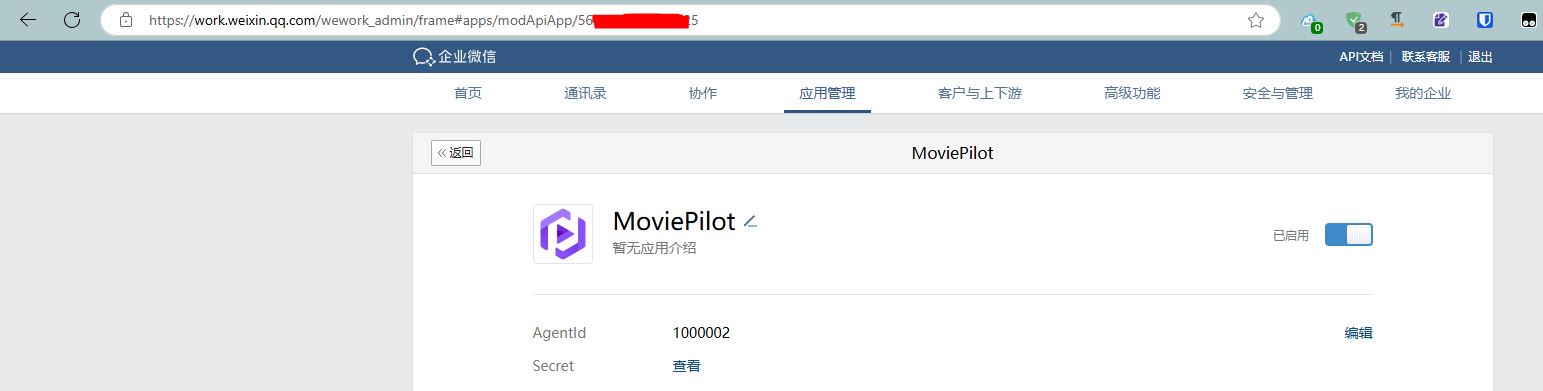 https://work.weixin.qq.com/wework_admin/frame#apps/modApiApp/56 25
0 2
企业微信
API文档 | 联系客服 | 退出
首页 通讯录 协作 应用管理 客户与上下游 高级功能 安全与管理 我的企业
« 返回 MoviePilot
MoviePilot
暂无应用介绍
已启用
AgentId 1000002 编辑
Secret 查看